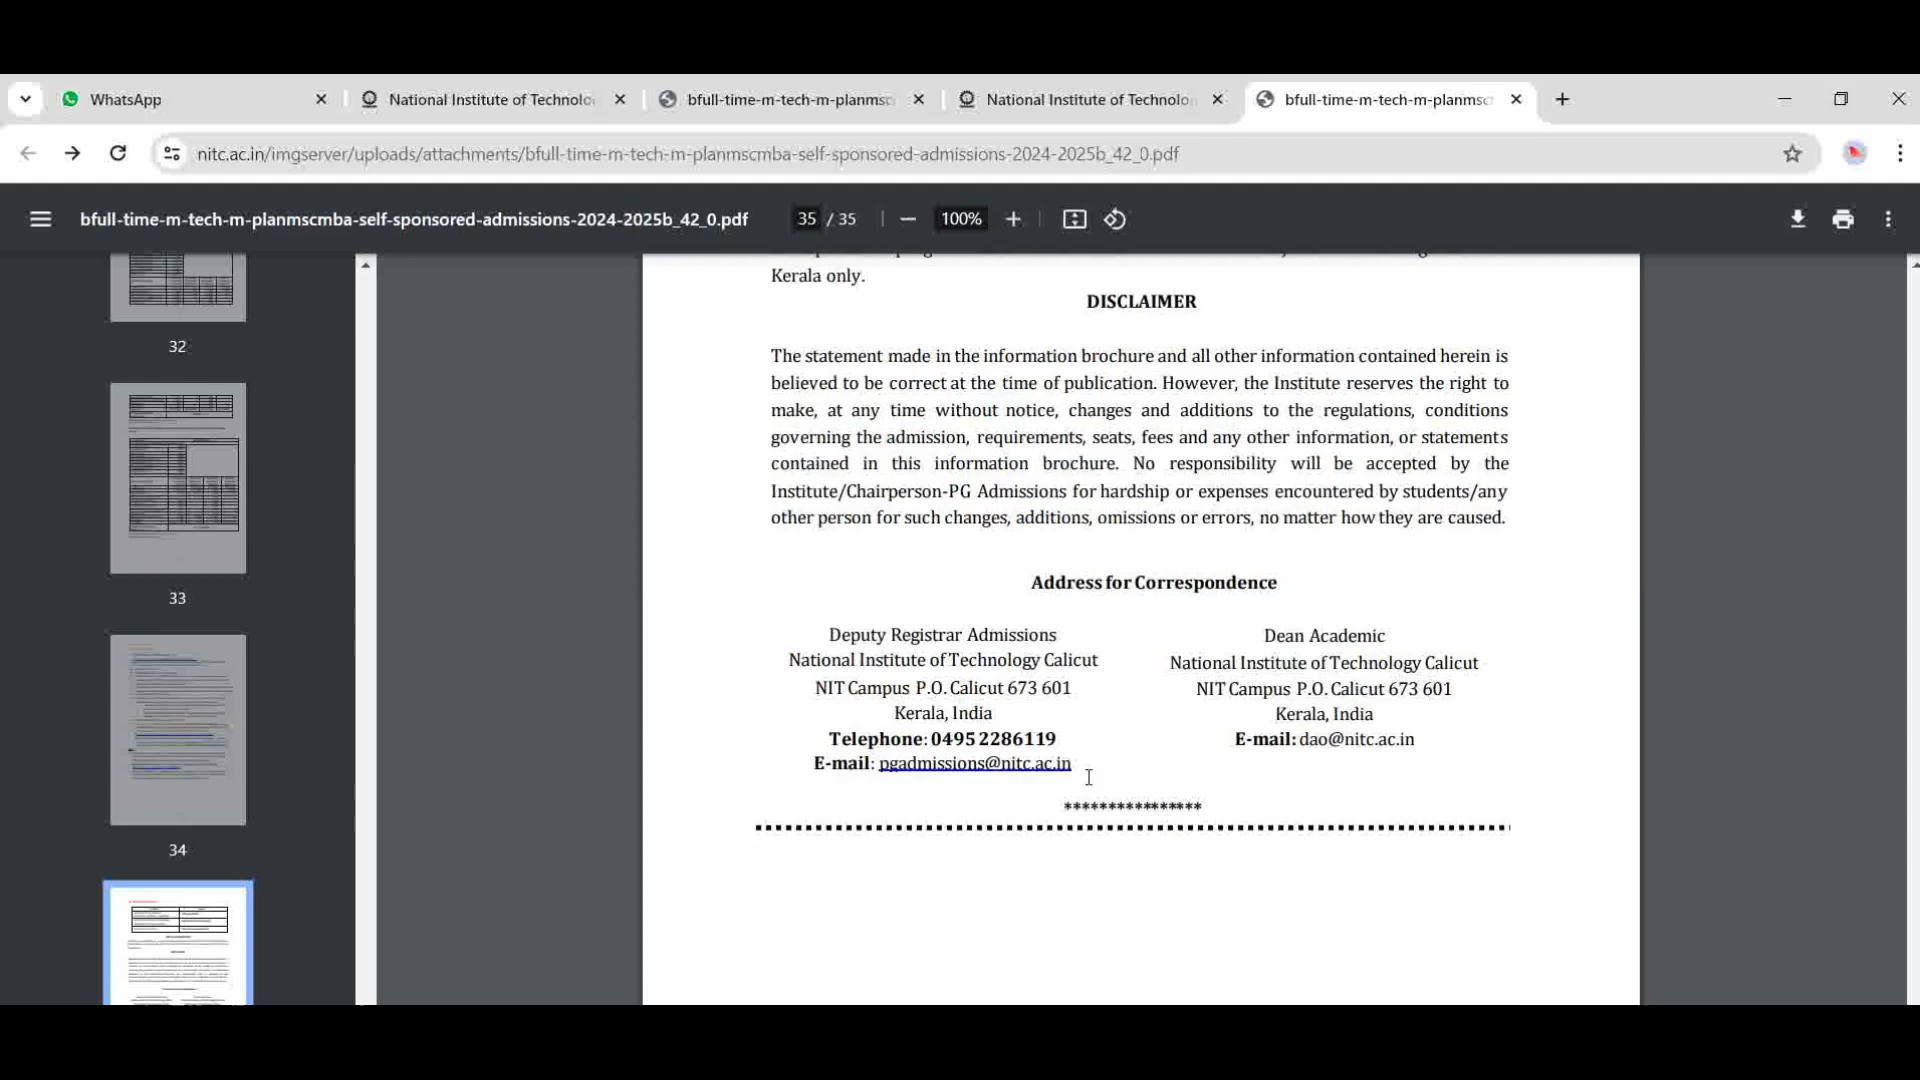 WhatsApp
National Institute of Technolo
bfull-time-m-tech-m-planmsc
National Institute of Technolo
bfull-time-m-tech-m-planmsc
nitc.ac.in/imgserver/uploads/attachments/bfull-time-m-tech-m-planmscmba-self-sponsored-admissions-2024-2025b_42_0.pdf
bfull-time-m-tech-m-planmscmba-self-sponsored-admissions-2024-2025b_42_0.pdf
35 / 35
100%
32
33
34
Kerala only.
DISCLAIMER
The statement made in the information brochure and all other information contained herein is
believed to be correct at the time of publication. However, the Institute reserves the right to
make, at any time without notice, changes and additions to the regulations, conditions
governing the admission, requirements, seats, fees and any other information, or statements
contained in this information brochure. No responsibility will be accepted by the
Institute/Chairperson-PG Admissions for hardship or expenses encountered by students/any
other person for such changes, additions, omissions or errors, no matter how they are caused.
Address for Correspondence
Deputy Registrar Admissions
National Institute of Technology Calicut
NIT Campus P.O. Calicut 673 601
Kerala, India
Telephone: 0495 2286119
E-mail: pgadmissions@nitc.ac.in
Dean Academic
National Institute of Technology Calicut
NIT Campus P.O. Calicut 673 601
Kerala, India
E-mail: dao@nitc.ac.in
****************